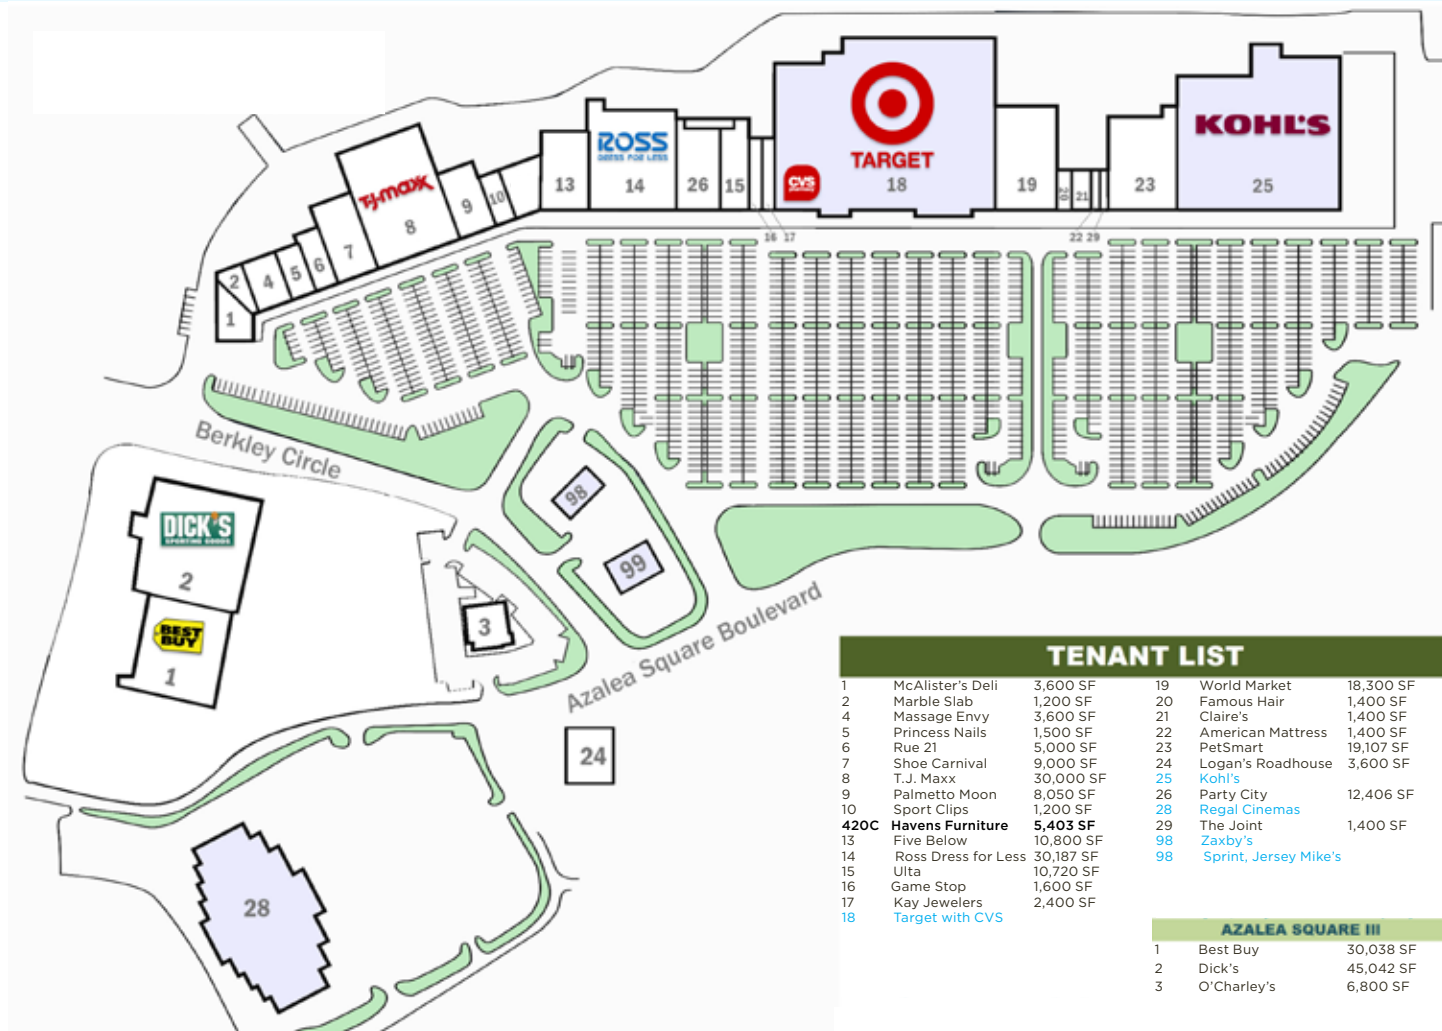 ROSS
DRESS FOR LESS
TARGET
CVS
pharmacy
KOHL'S
T.J.maxx
13
14
26
15
18
19
20
21
23
25
16
17
22 29
10
9
8
7
6
5
4
2
1
Berkley Circle
98
99
DICK'S
SPORTING GOODS
2
BEST
BUY
1
3
Azalea Square Boulevard
24
28
TENANT LIST
1 McAlister's Deli 3,600 SF
2 Marble Slab 1,200 SF
4 Massage Envy 3,600 SF
5 Princess Nails 1,500 SF
6 Rue 21 5,000 SF
7 Shoe Carnival 9,000 SF
8 T.J. Maxx 30,000 SF
9 Palmetto Moon 8,050 SF
10 Sport Clips 1,200 SF
420C Havens Furniture 5,403 SF
13 Five Below 10,800 SF
14 Ross Dress for Less 30,187 SF
15 Ulta 10,720 SF
16 Game Stop 1,600 SF
17 Kay Jewelers 2,400 SF
18 Target with CVS
19 World Market 18,300 SF
20 Famous Hair 1,400 SF
21 Claire's 1,400 SF
22 American Mattress 1,400 SF
23 PetSmart 19,107 SF
24 Logan's Roadhouse 3,600 SF
25 Kohl's
26 Party City 12,406 SF
28 Regal Cinemas
29 The Joint 1,400 SF
98 Zaxby's
98 Sprint, Jersey Mike's
AZALEA SQUARE III
1 Best Buy 30,038 SF
2 Dick's 45,042 SF
3 O'Charley's 6,800 SF